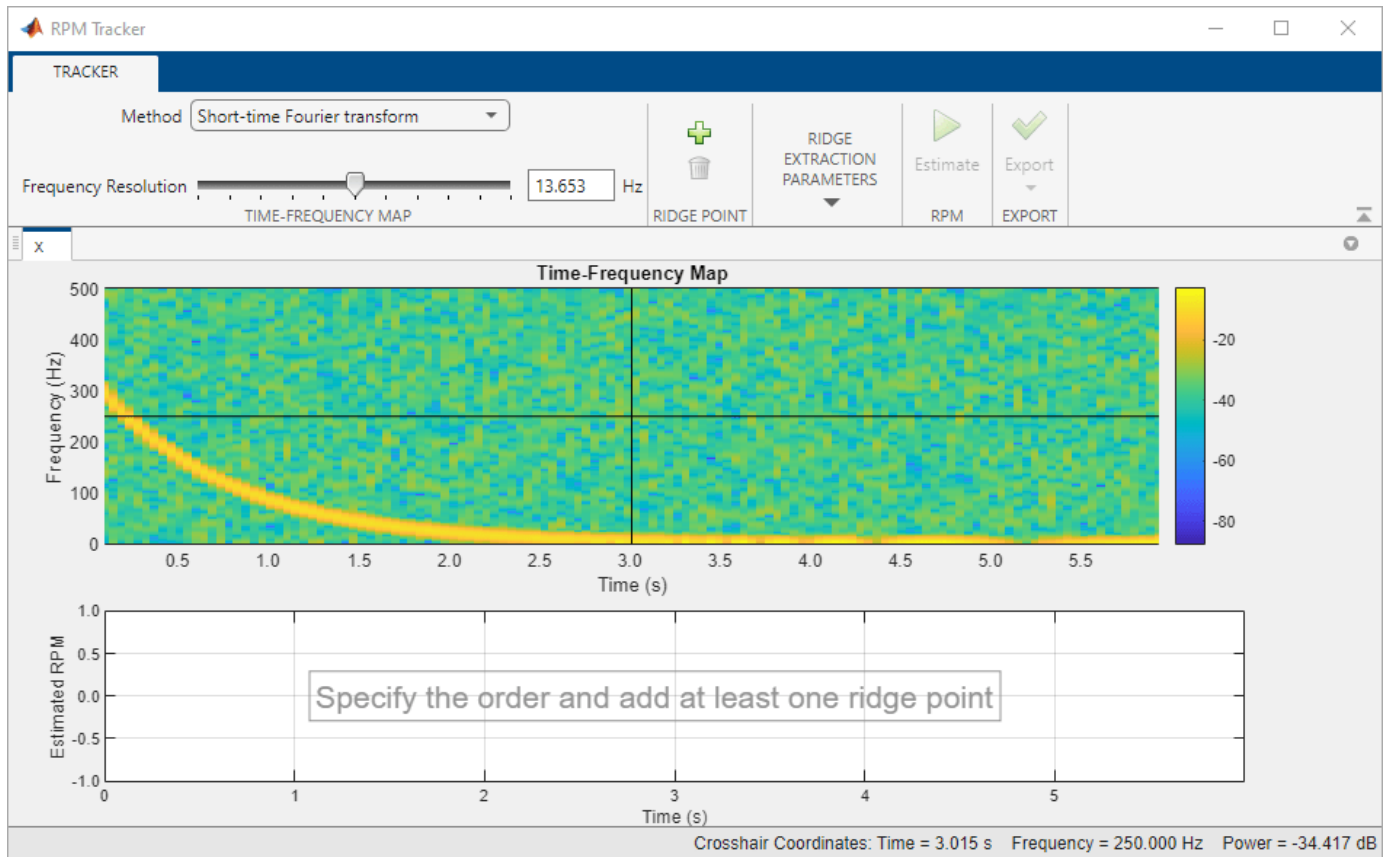 RPM Tracker
TRACKER
Method Short-time Fourier transform
Frequency Resolution 13.653 Hz
TIME-FREQUENCY MAP
RIDGE POINT
RIDGE
EXTRACTION
PARAMETERS
Estimate
RPM
Export
EXPORT
x
Time-Frequency Map
Frequency (Hz)
500
400
300
200
100
0
0.5 1.0 1.5 2.0 2.5 3.0 3.5 4.0 4.5 5.0 5.5
Time (s)
-20
-40
-60
-80
Estimated RPM
1.0
0.5
0.0
-0.5
-1.0
Specify the order and add at least one ridge point
0 1 2 3 4 5
Time (s)
Crosshair Coordinates: Time = 3.015 s Frequency = 250.000 Hz Power = -34.417 dB